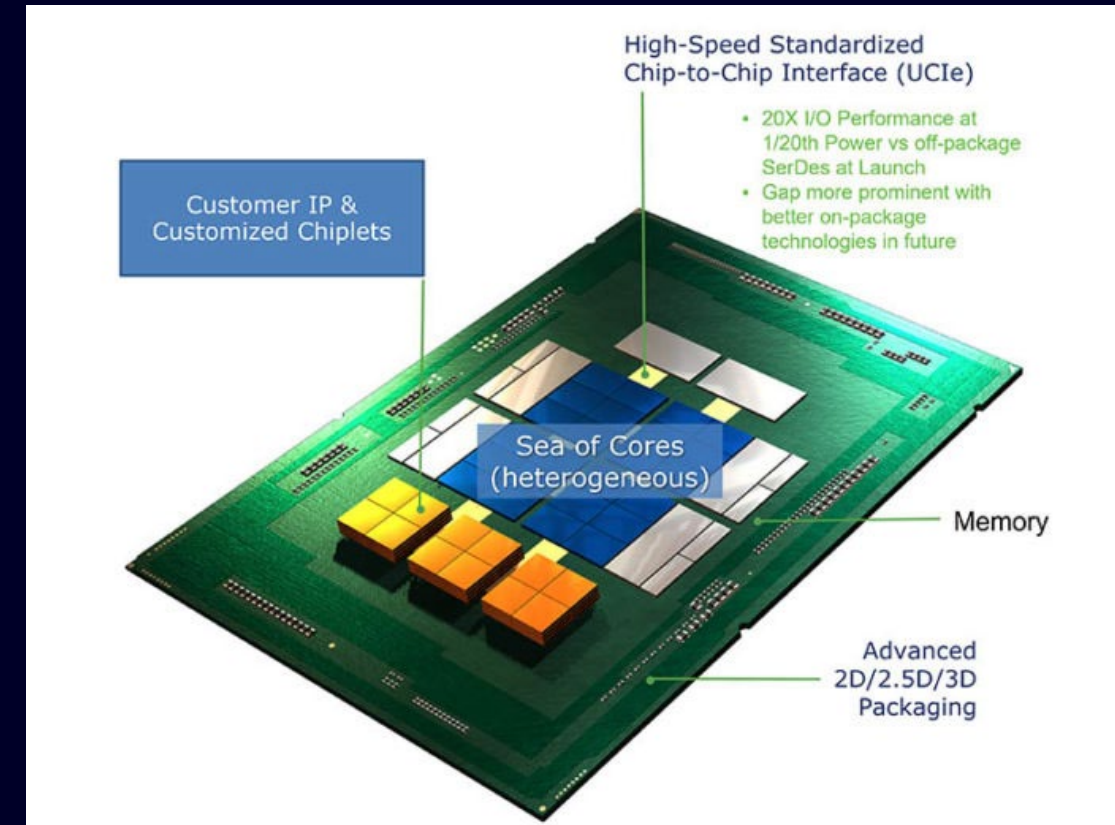 High-Speed Standardized
Chip-to-Chip Interface (UCIe)
• 20X I/O Performance at
1/20th Power vs off-package
SerDes at Launch
• Gap more prominent with
better on-package
technologies in future
Customer IP &
Customized Chiplets
Sea of Cores
(heterogeneous)
Memory
Advanced
2D/2.5D/3D
Packaging